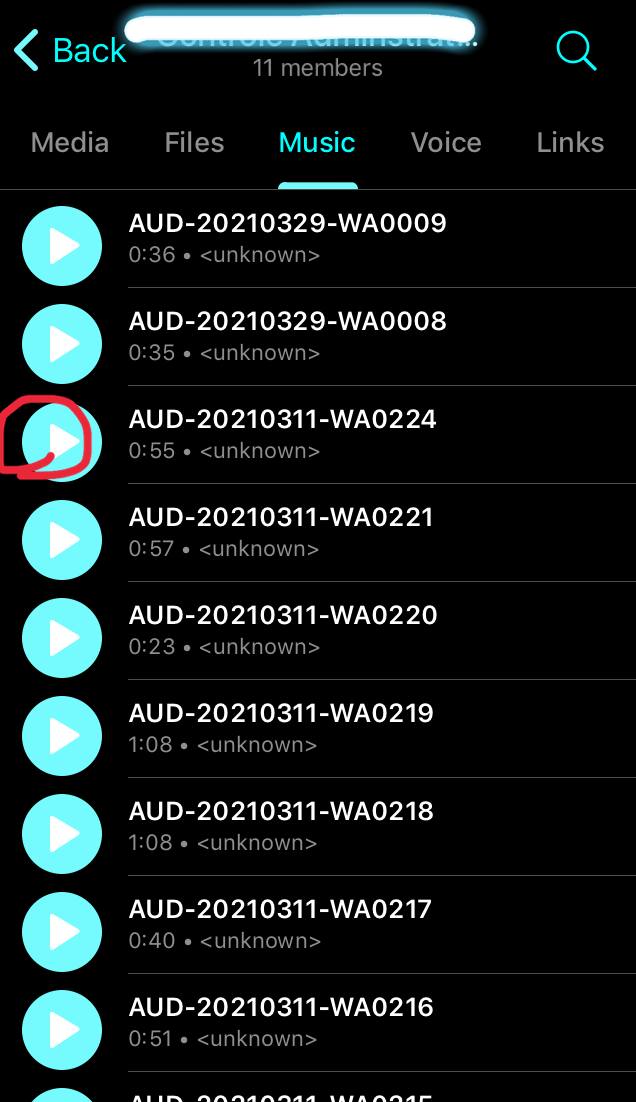 Back
11 members
Media Files Music Voice Links
AUD-20210329-WA0009
0:36 • <unknown>
AUD-20210329-WA0008
0:35 • <unknown>
AUD-20210311-WA0224
0:55 • <unknown>
AUD-20210311-WA0221
0:57 • <unknown>
AUD-20210311-WA0220
0:23 • <unknown>
AUD-20210311-WA0219
1:08 • <unknown>
AUD-20210311-WA0218
1:08 • <unknown>
AUD-20210311-WA0217
0:40 • <unknown>
AUD-20210311-WA0216
0:51 • <unknown>